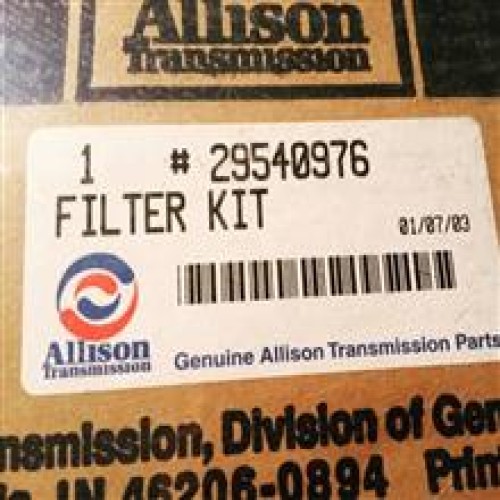 Allison
Transmission
1 # 29540976
FILTER KIT
01/07/03
Allison
Transmission
Genuine Allison Transmission Parts
nsmission, Division of Gen
IN 46206-0894 Prin